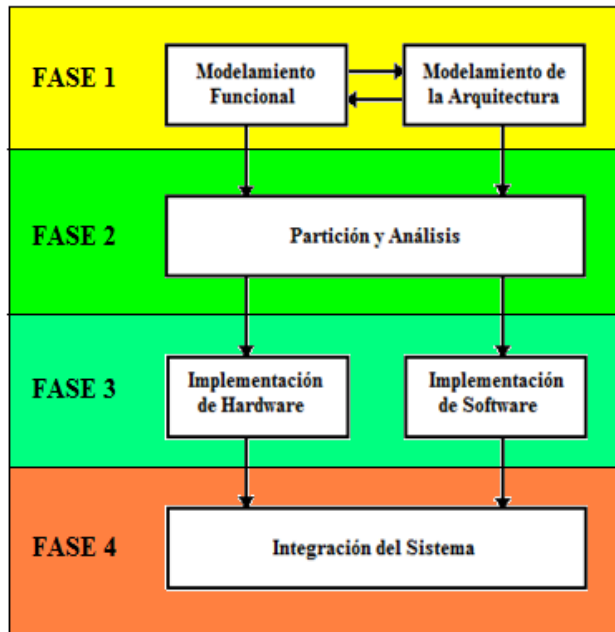 FASE 1
Modelamiento
Funcional
Modelamiento de
la Arquitectura
FASE 2
Partición y Análisis
FASE 3
Implementación
de Hardware
Implementación
de Software
FASE 4
Integración del Sistema